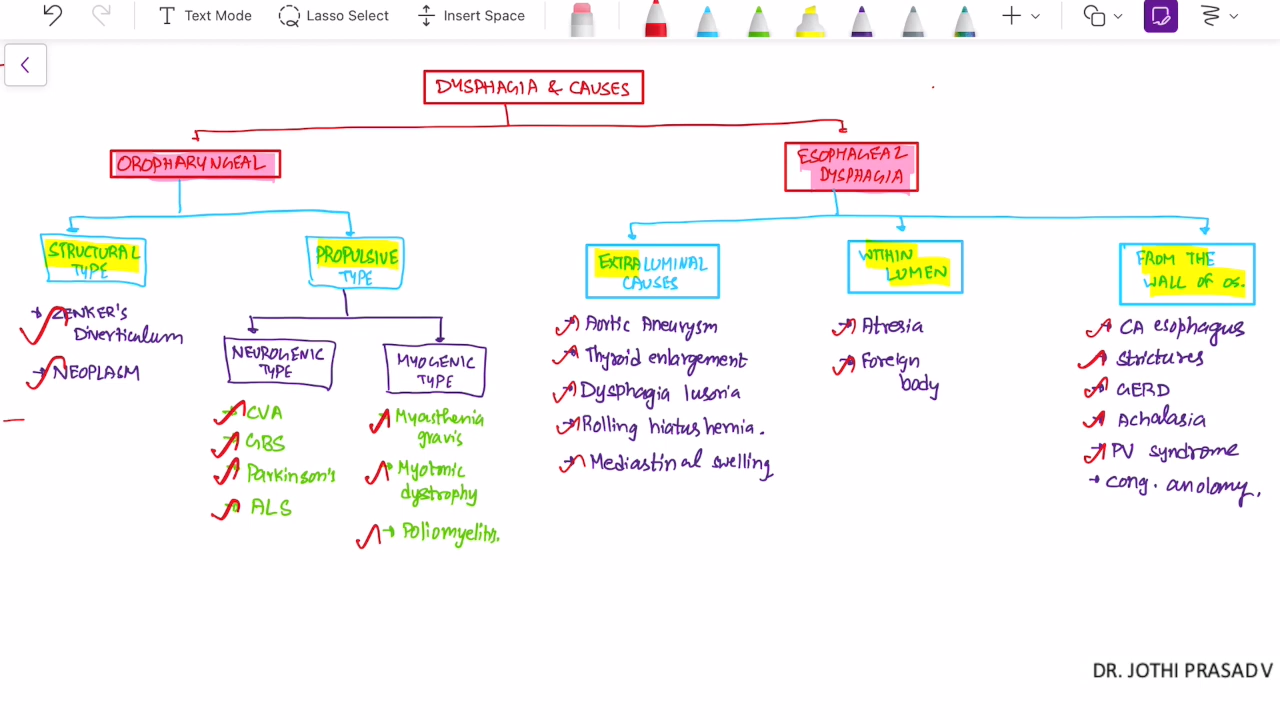 Text Mode
Lasso Select
Insert Space
DYSPHAGIA & CAUSES
OROPHARYNGEAL
STRUCTURAL
TYPE
ZENKER'S
Diverticulum
NEOPLASM
PROPULSIVE
TYPE
NEUROGENIC
TYPE
CVA
GBS
Parkinson's
ALS
MYOGENIC
TYPE
Myasthenia
gravis
Myotonic
dystrophy
Poliomyelitis.
ESOPHAGEAL
DYSPHAGIA
EXTRALUMINAL
CAUSES
Aortic Aneurysm
Thyroid enlargement
Dysphagia lusoria
Rolling hiatus hernia.
Mediastinal swelling
WITHIN
LUMEN
Atresia
Foreign
body
FROM THE
WALL OF OS.
CA esophagus
Strictures
GERD
Achalasia
PV syndrome
Cong. anolomy.
DR. JOTHI PRASAD V